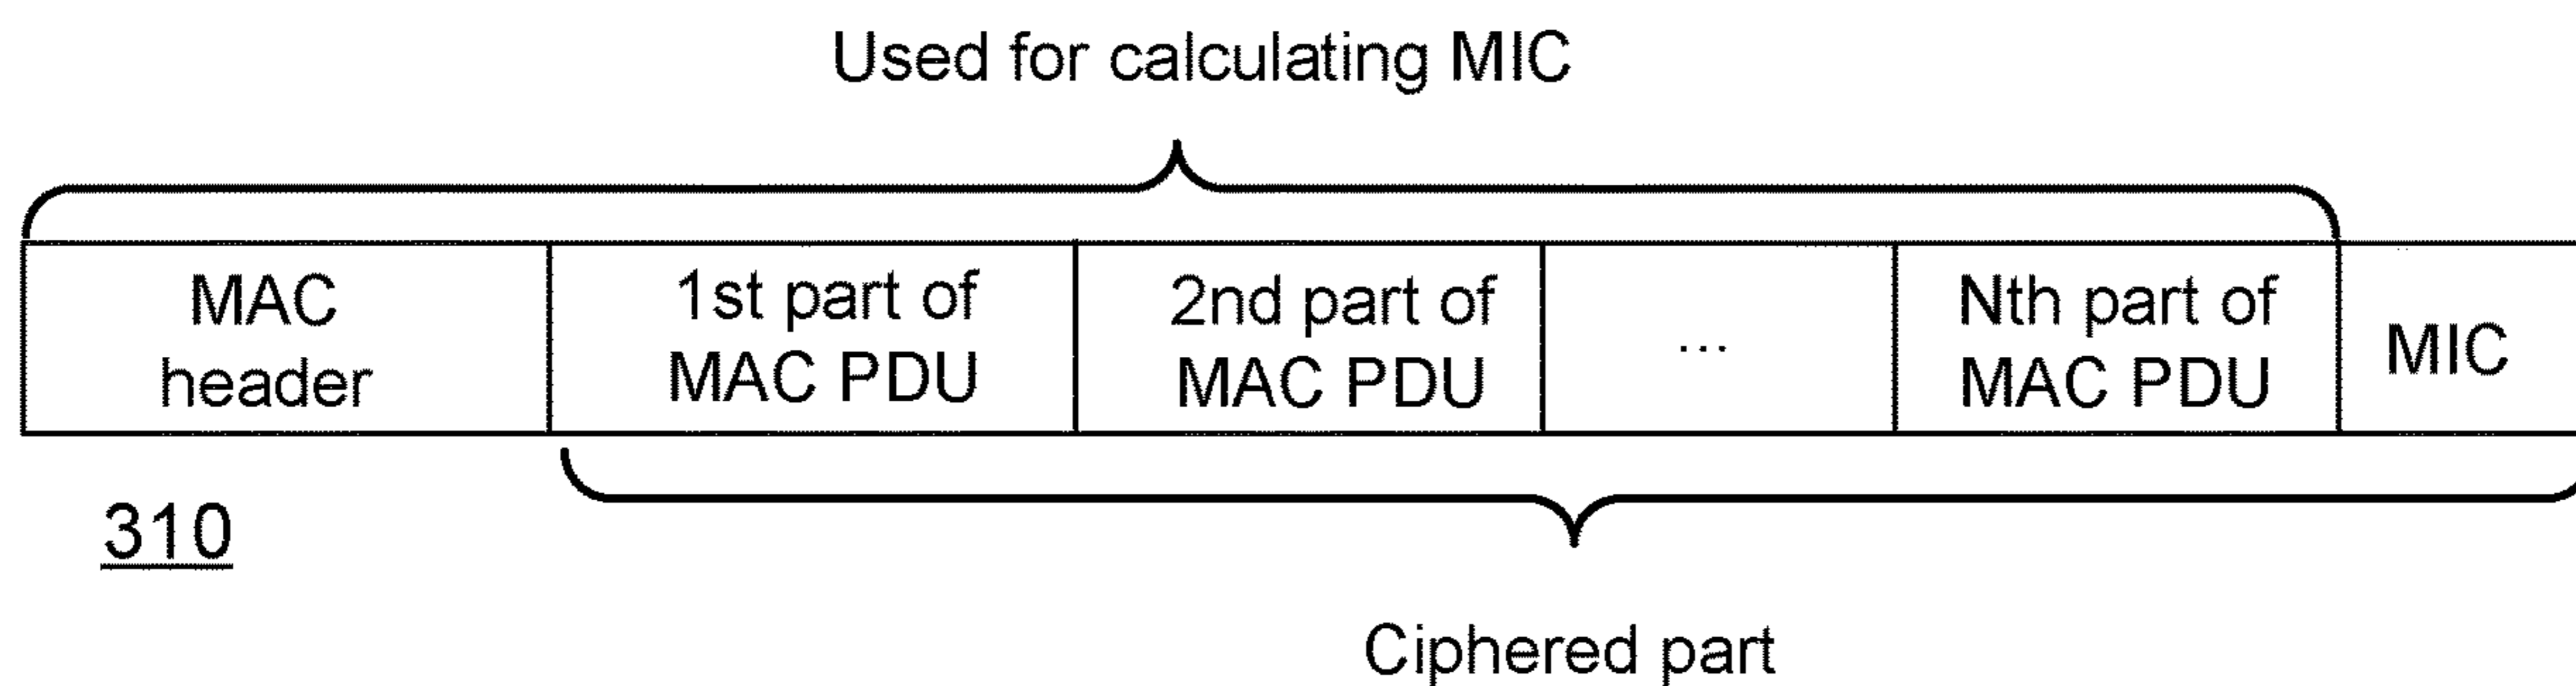 Used for calculating MIC
MAC
header
1st part of
MAC PDU
2nd part of
MAC PDU
...
Nth part of
MAC PDU
MIC
310
Ciphered part